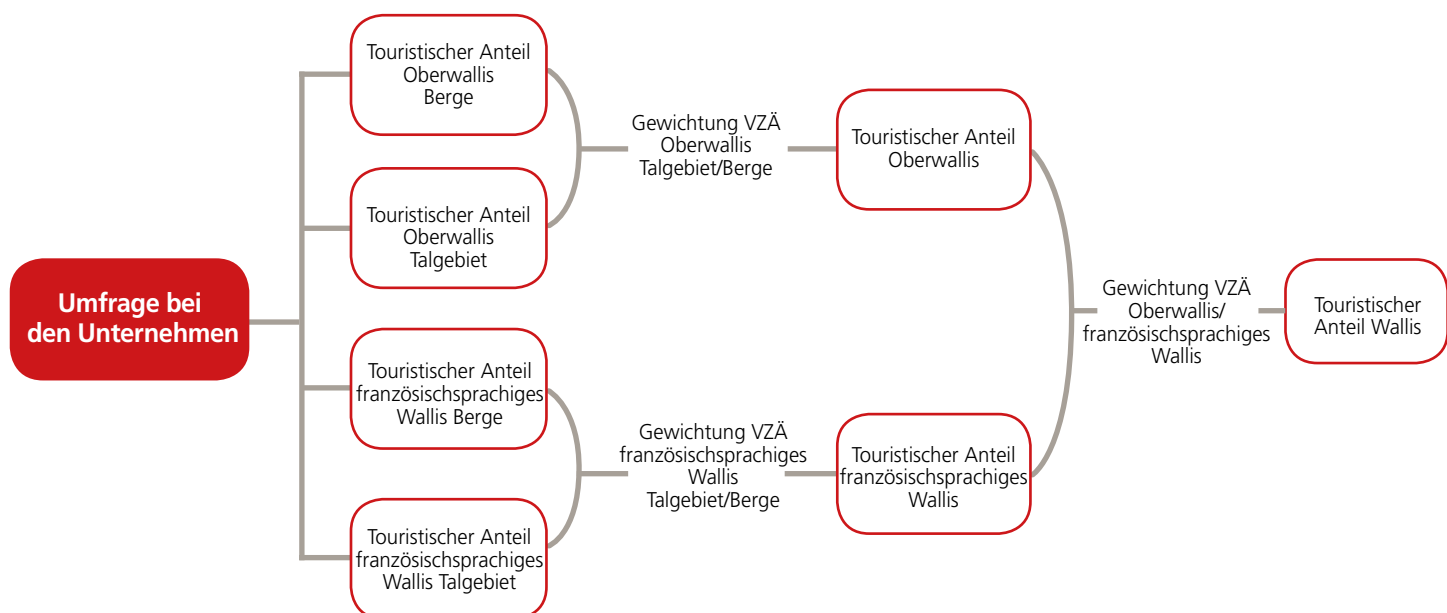 Umfrage bei
den Unternehmen
Touristischer Anteil
Oberwallis
Berge
Touristischer Anteil
Oberwallis
Talgebiet
Touristischer Anteil
französischsprachiges
Wallis Berge
Touristischer Anteil
französischsprachiges
Wallis Talgebiet
Gewichtung VZÄ
Oberwallis
Talgebiet/Berge
Gewichtung VZÄ
französischsprachiges
Wallis
Talgebiet/Berge
Touristischer Anteil
Oberwallis
Touristischer Anteil
französischsprachiges
Wallis
Gewichtung VZÄ
Oberwallis/
französischsprachiges
Wallis
Touristischer
Anteil Wallis